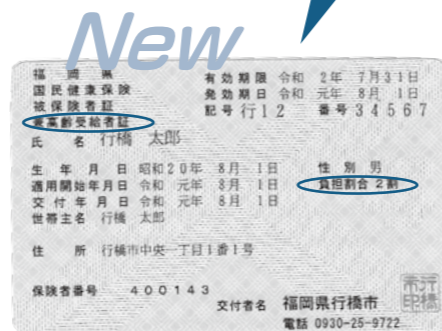 New
福岡県
国民健康保険
被保険者証
兼高齢受給者証
有効期限 令和 2年 7月31日
発効期日 令和 元年 8月 1日
記号 行12 番号 34567
氏名 行橋 太郎
生年月日 昭和20年 8月 1日 性別 男
適用開始年月日 令和 元年 8月 1日 負担割合 2割
交付年月日 令和 元年 8月 1日
世帯主名 行橋 太郎
住所 行橋市中央一丁目1番1号
保険者番号 400143
交付者名 福岡県行橋市
電話 0930-25-9722